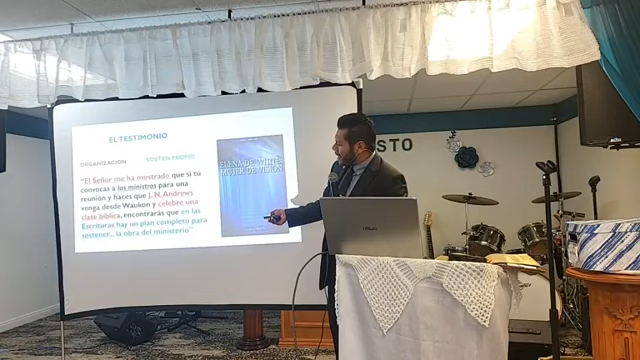 EL TESTIMONIO
ORGANIZACION SOSTEN PROPIO
"El Señor me ha mostrado que si tú
convocas a los ministros para una
reunión y haces que J. N. Andrews
venga desde Waukon y celebre una
clase bíblica, encontrarás que en las
Escrituras hay un plan completo para
sostener... la obra del ministerio"
ELENA DE WHITE:
MUJER DE VISIÓN
STO
ASUS